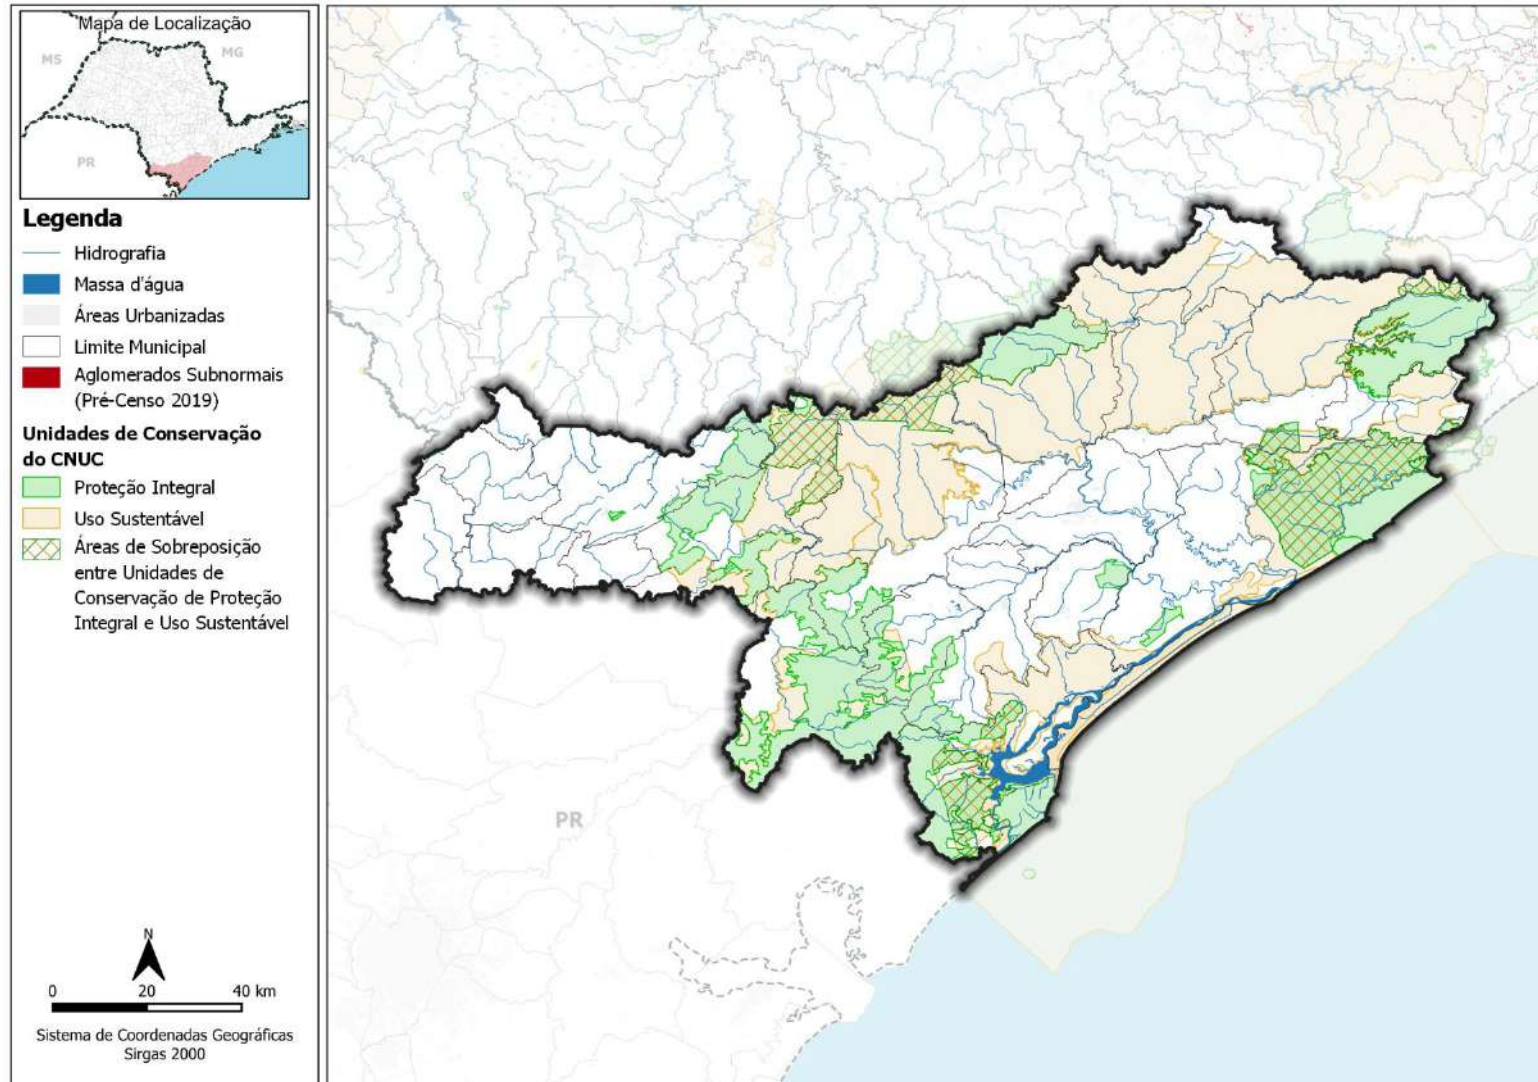 Mapa de Localização
MS
MG
PR
Legenda
Hidrografia
Massa d'água
Áreas Urbanizadas
Limite Municipal
Aglomerados Subnormais
(Pré-Censo 2019)
Unidades de Conservação
do CNUC
Proteção Integral
Uso Sustentável
Áreas de Sobreposição
entre Unidades de
Conservação de Proteção
Integral e Uso Sustentável
N
0 20 40 km
Sistema de Coordenadas Geográficas
Sirgas 2000
PR